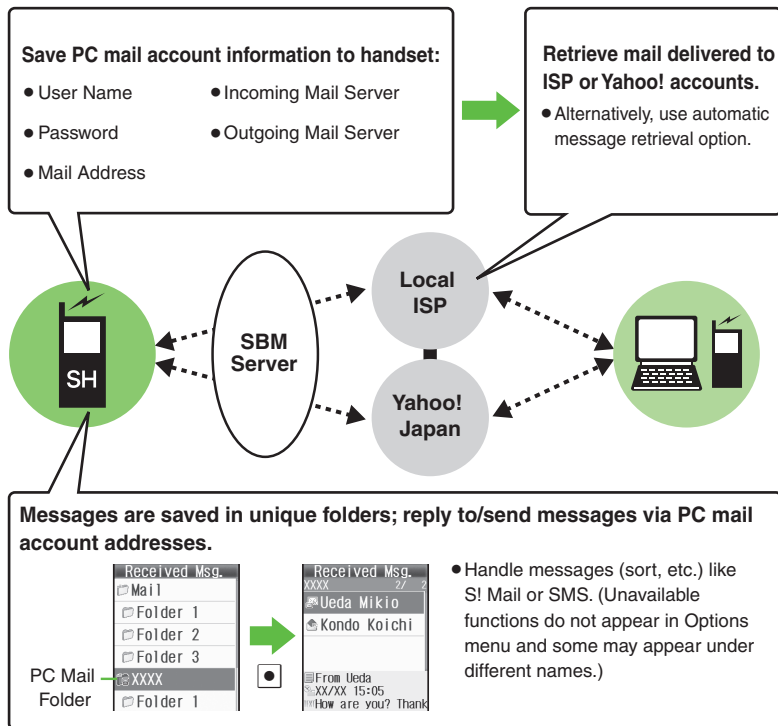 Save PC mail account information to handset:
● User Name
● Incoming Mail Server
● Password
● Outgoing Mail Server
● Mail Address
Retrieve mail delivered to
ISP or Yahoo! accounts.
● Alternatively, use automatic
message retrieval option.
SH
SBM
Server
Local
ISP
Yahoo!
Japan
Messages are saved in unique folders; reply to/send messages via PC mail
account addresses.
Received Msg.
Mail
Folder 1
Folder 2
Folder 3
XXXX
Folder 1
PC Mail
Folder
Received Msg.
XXXX 2/ 2
Ueda Mikio
Kondo Koichi
From Ueda
XX/XX 15:05
How are you? Thank
● Handle messages (sort, etc.) like
S! Mail or SMS. (Unavailable
functions do not appear in Options
menu and some may appear under
different names.)